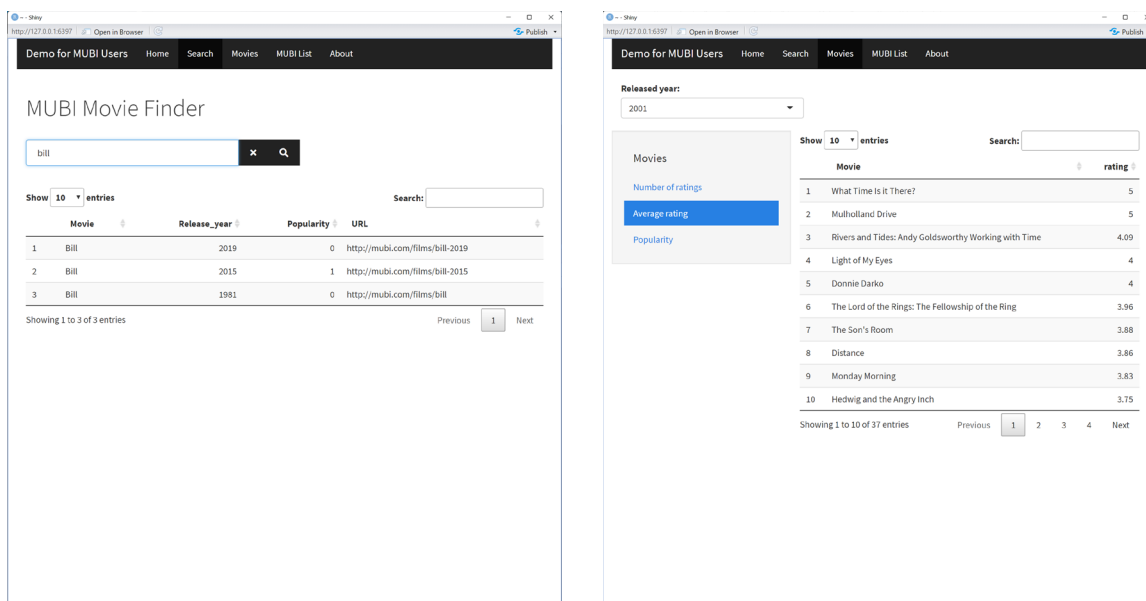 ~ - Shiny
http://127.0.0.1:6397 Open in Browser Publish
Demo for MUBI Users Home Search Movies MUBI List About
MUBI Movie Finder
bill
Show 10 entries Search:
Movie Release_year Popularity URL
1 Bill 2019 0 http://mubi.com/films/bill-2019
2 Bill 2015 1 http://mubi.com/films/bill-2015
3 Bill 1981 0 http://mubi.com/films/bill
Showing 1 to 3 of 3 entries Previous 1 Next
~ - Shiny
http://127.0.0.1:6397 Open in Browser Publish
Demo for MUBI Users Home Search Movies MUBI List About
Released year:
2001
Movies
Number of ratings
Average rating
Popularity
Show 10 entries Search:
Movie rating
1 What Time Is it There? 5
2 Mulholland Drive 5
3 Rivers and Tides: Andy Goldsworthy Working with Time 4.09
4 Light of My Eyes 4
5 Donnie Darko 4
6 The Lord of the Rings: The Fellowship of the Ring 3.96
7 The Son's Room 3.88
8 Distance 3.86
9 Monday Morning 3.83
10 Hedwig and the Angry Inch 3.75
Showing 1 to 10 of 37 entries Previous 1 2 3 4 Next